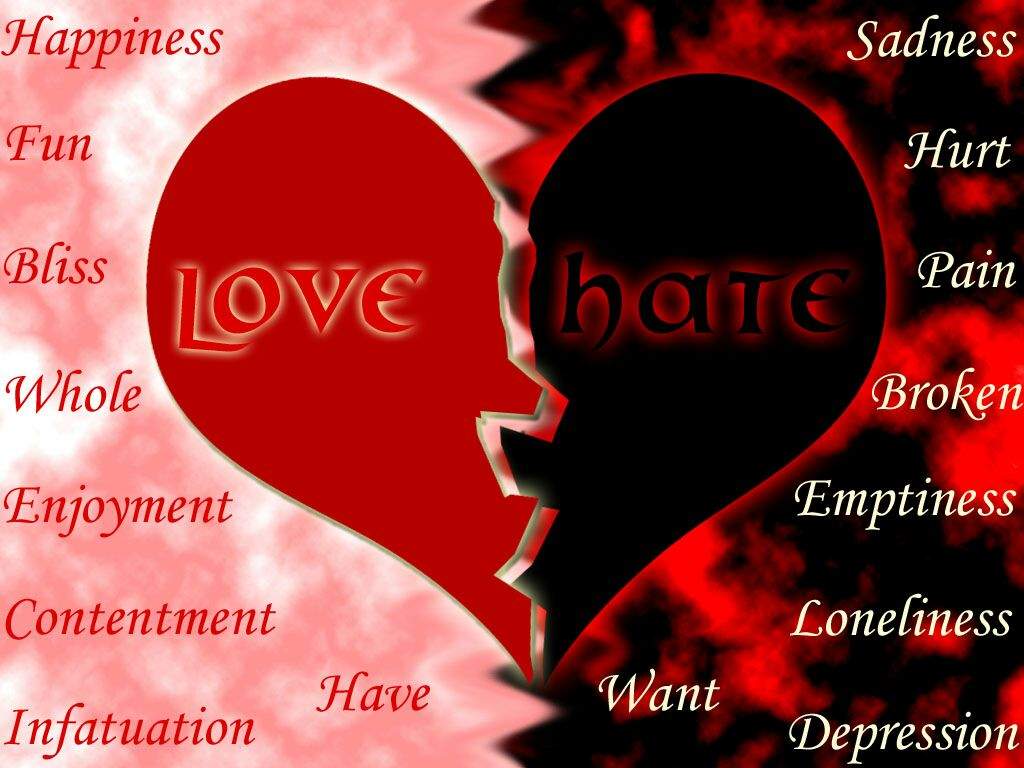 Happiness
Fun
Bliss
Whole
Enjoyment
Contentment
Infatuation
Have
Love
hate
Sadness
Hurt
Pain
Broken
Emptiness
Loneliness
Want
Depression